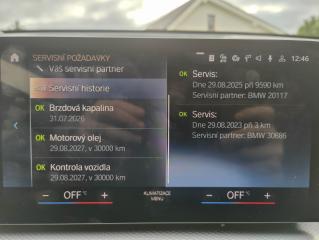 12:46
SERVISNÍ POŽADAVKY
Váš servisní partner
Servisní historie
OK Brzdová kapalina
31.07.2026
OK Motorový olej
29.08.2027, v 30000 km
OK Kontrola vozidla
29.08.2027, v 30000 km
OK Servis:
Dne 29.08.2025 při 9590 km
Servisní partner: BMW 20117
OK Servis:
Dne 29.08.2023 při 3 km
Servisní partner: BMW 30686
− OFF °C +
KLIMATIZACE
MENU
− OFF °C +